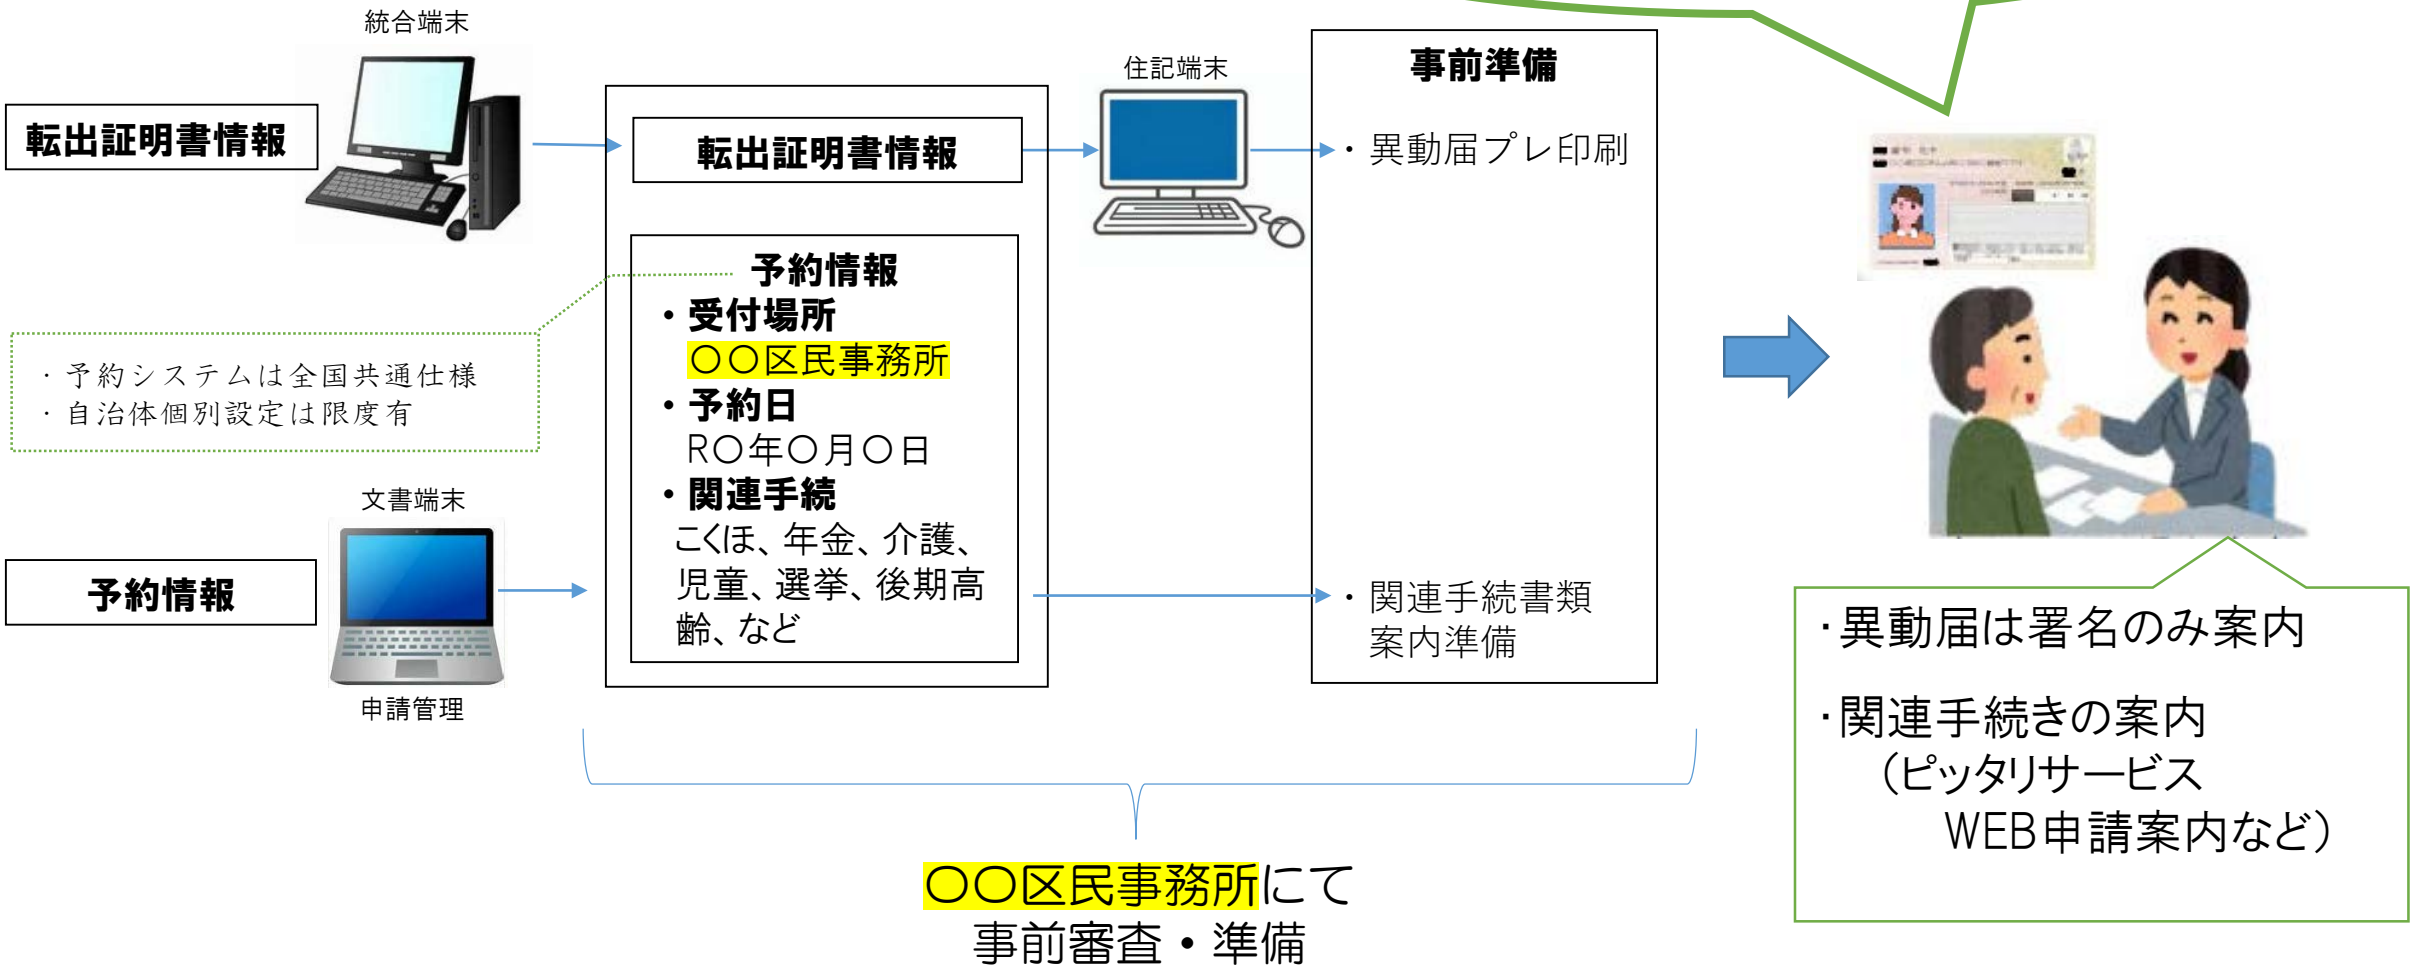 統合端末
転出証明書情報
転出証明書情報
住記端末
事前準備
・異動届プレ印刷
予約情報
・受付場所
〇〇区民事務所
・予約日
R〇年〇月〇日
・関連手続
こくほ、年金、介護、
児童、選挙、後期高
齢、など
・予約システムは全国共通仕様
・自治体個別設定は限度有
文書端末
予約情報
申請管理
・関連手続書類
案内準備
・異動届は署名のみ案内
・関連手続きの案内
（ピッタリサービス
WEB申請案内など）
〇〇区民事務所にて
事前審査・準備